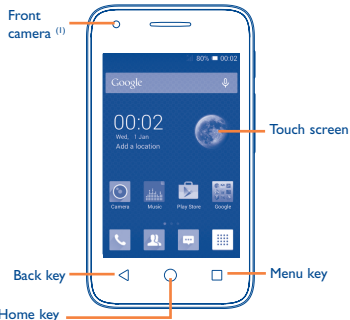 Front
camera (1)
80% 00:02
Google
00:02
Wed, 1 Jan
Add a location
Touch screen
Camera Music Play Store Google
Back key
Menu key
Home key